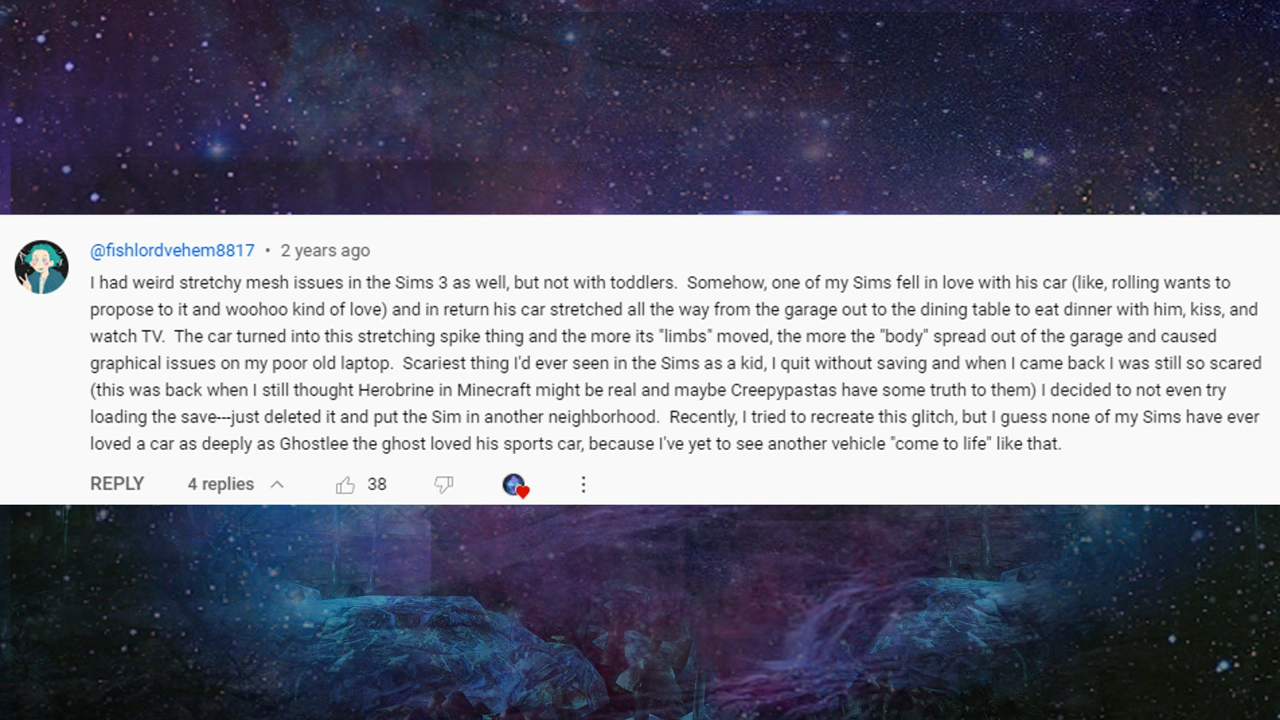 @fishlordvehem8817 • 2 years ago
I had weird stretchy mesh issues in the Sims 3 as well, but not with toddlers.  Somehow, one of my Sims fell in love with his car (like, rolling wants to
propose to it and woohoo kind of love) and in return his car stretched all the way from the garage out to the dining table to eat dinner with him, kiss, and
watch TV.  The car turned into this stretching spike thing and the more its "limbs" moved, the more the "body" spread out of the garage and caused
graphical issues on my poor old laptop.  Scariest thing I'd ever seen in the Sims as a kid, I quit without saving and when I came back I was still so scared
(this was back when I still thought Herobrine in Minecraft might be real and maybe Creepypastas have some truth to them) I decided to not even try
loading the save---just deleted it and put the Sim in another neighborhood.  Recently, I tried to recreate this glitch, but I guess none of my Sims have ever
loved a car as deeply as Ghostlee the ghost loved his sports car, because I've yet to see another vehicle "come to life" like that.
REPLY 4 replies 38